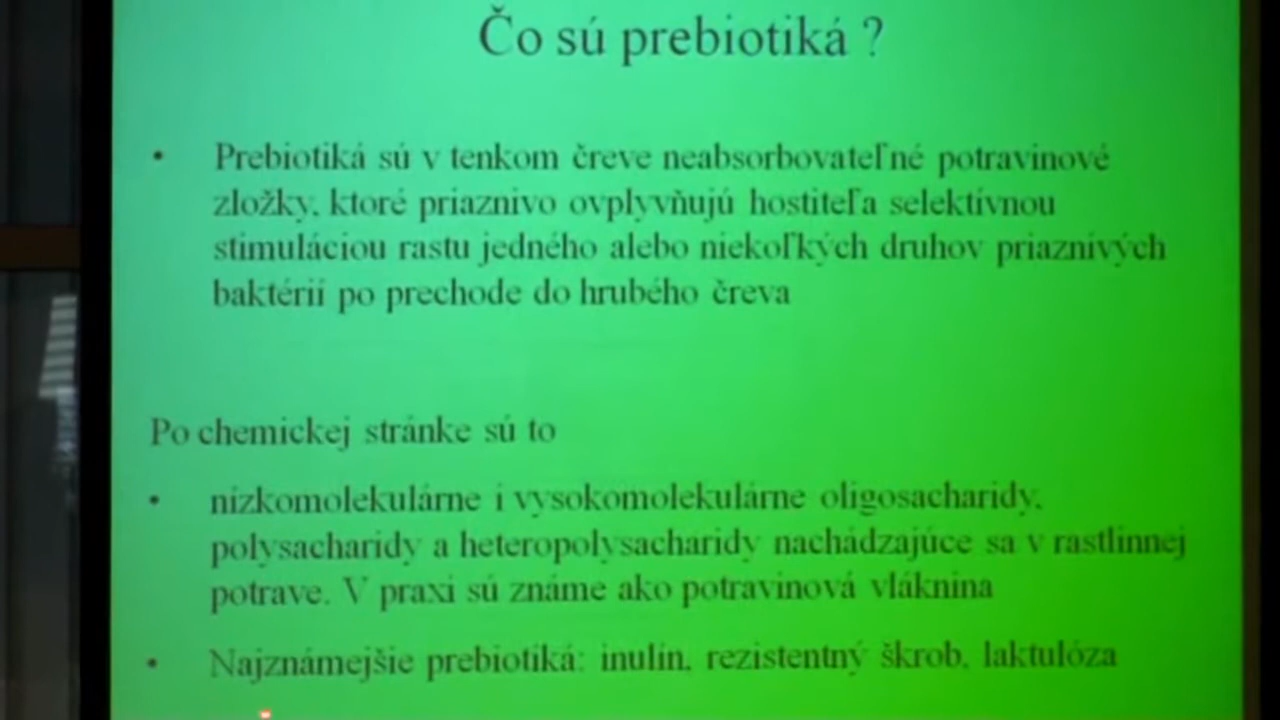 Čo sú prebiotiká ?
• Prebiotiká sú v tenkom čreve neabsorbovateľné potravinové
zložky, ktoré priaznivo ovplyvňujú hostiteľa selektívnou
stimuláciou rastu jedného alebo niekoľkých druhov priaznivých
baktérií po prechode do hrubého čreva
Po chemickej stránke sú to
• nízkomolekulárne i vysokomolekulárne oligosacharidy,
polysacharidy a heteropolysacharidy nachádzajúce sa v rastlinnej
potrave. V praxi sú známe ako potravinová vláknina
• Najznámejšie prebiotiká: inulín, rezistentný škrob, laktulóza